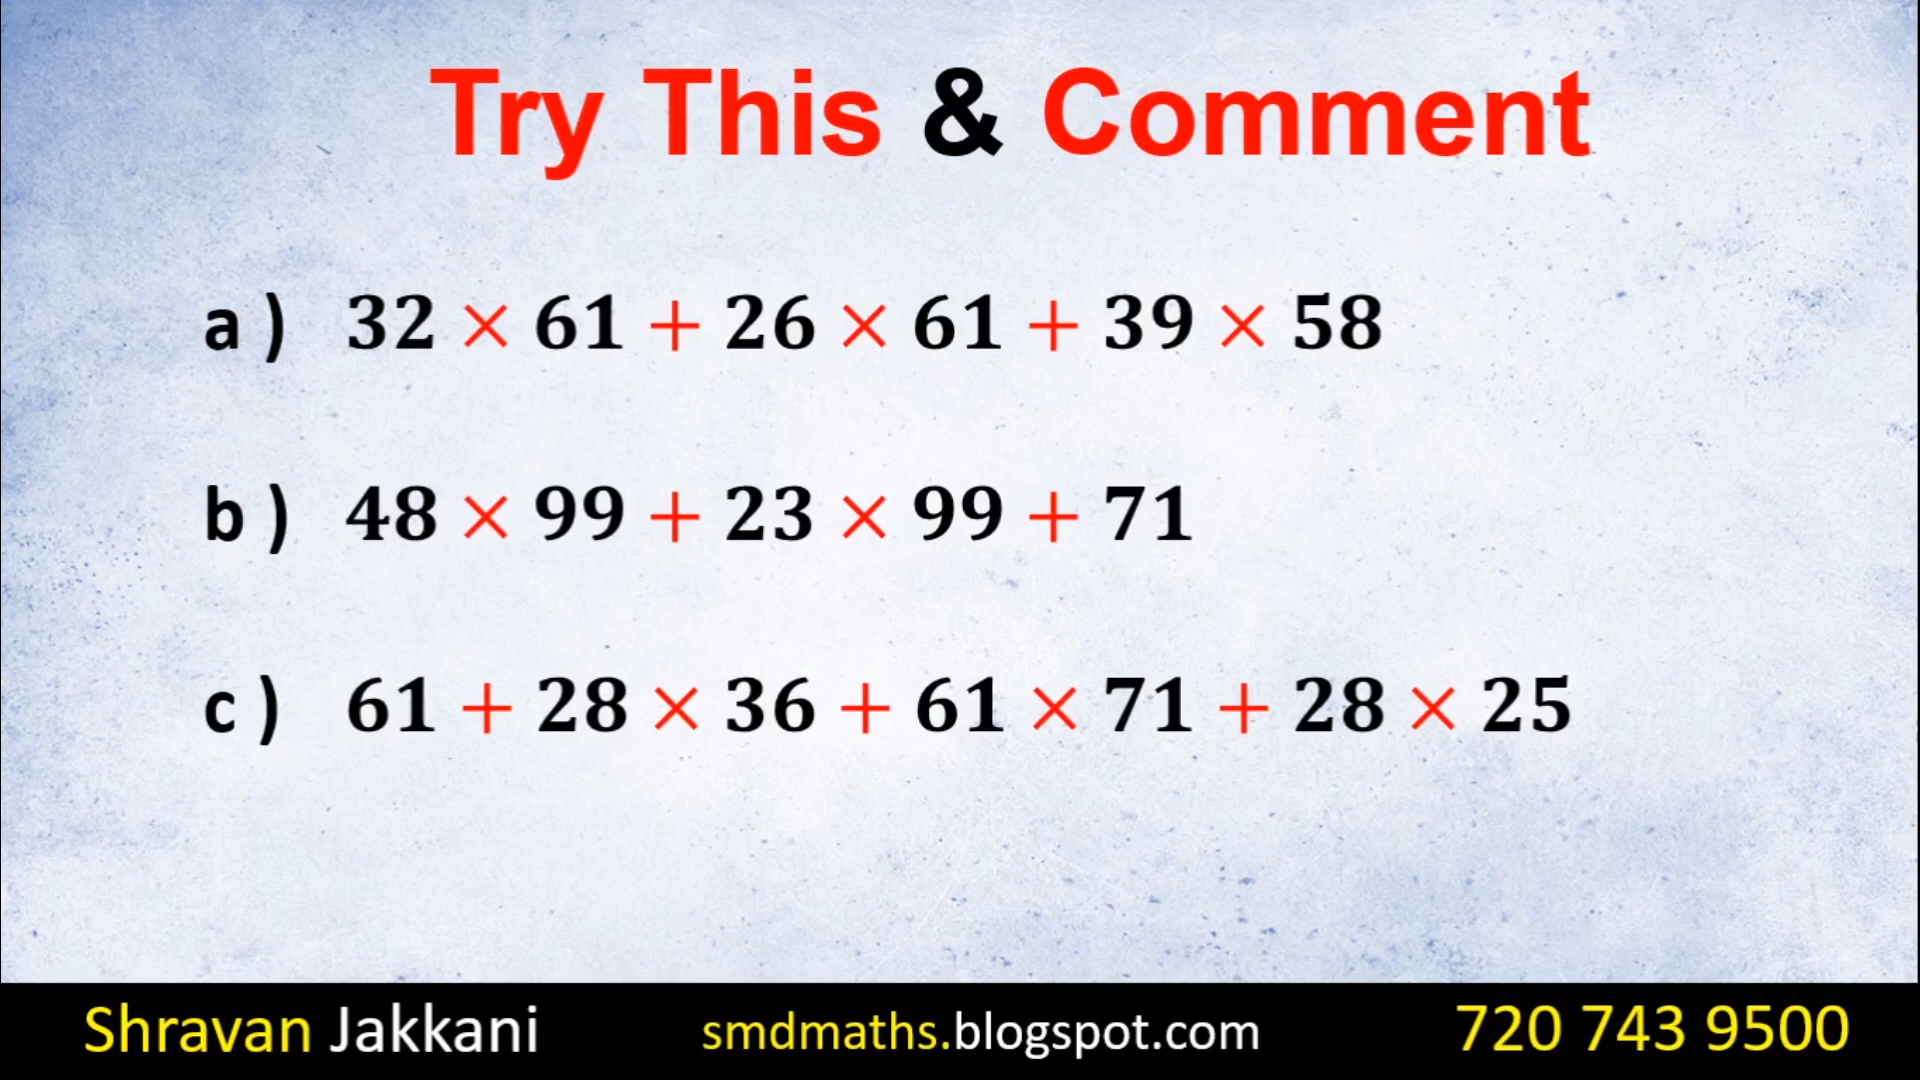 Try This & Comment
a ) 32 × 61 + 26 × 61 + 39 × 58
b ) 48 × 99 + 23 × 99 + 71
c ) 61 + 28 × 36 + 61 × 71 + 28 × 25
Shravan Jakkani smdmaths.blogspot.com 720 743 9500